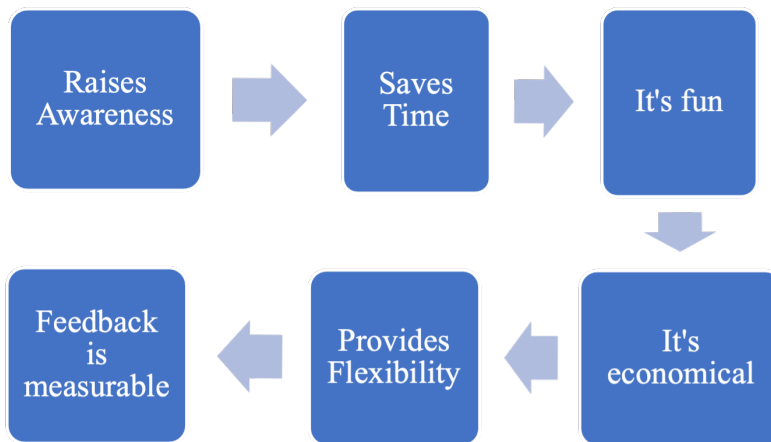 Raises
Awareness
Saves
Time
It's fun
It's
economical
Provides
Flexibility
Feedback
is
measurable